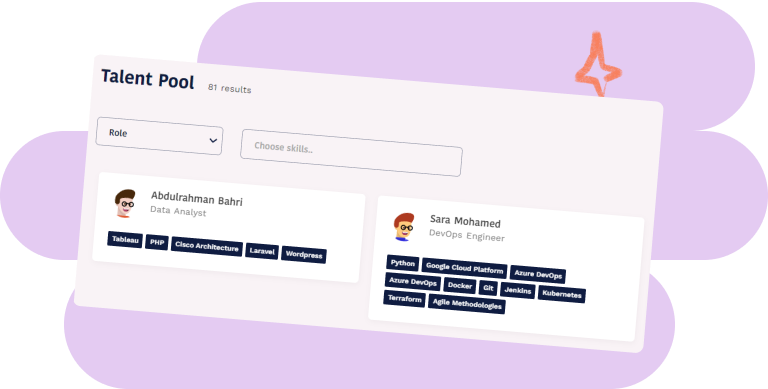 Talent Pool 81 results
Role
Choose skills..
Abdulrahman Bahri
Data Analyst
Tableau PHP Cisco Architecture Laravel Wordpress
Sara Mohamed
DevOps Engineer
Python Google Cloud Platform Azure DevOps
Azure DevOps Docker Git Jenkins Kubernetes
Terraform Agile Methodologies